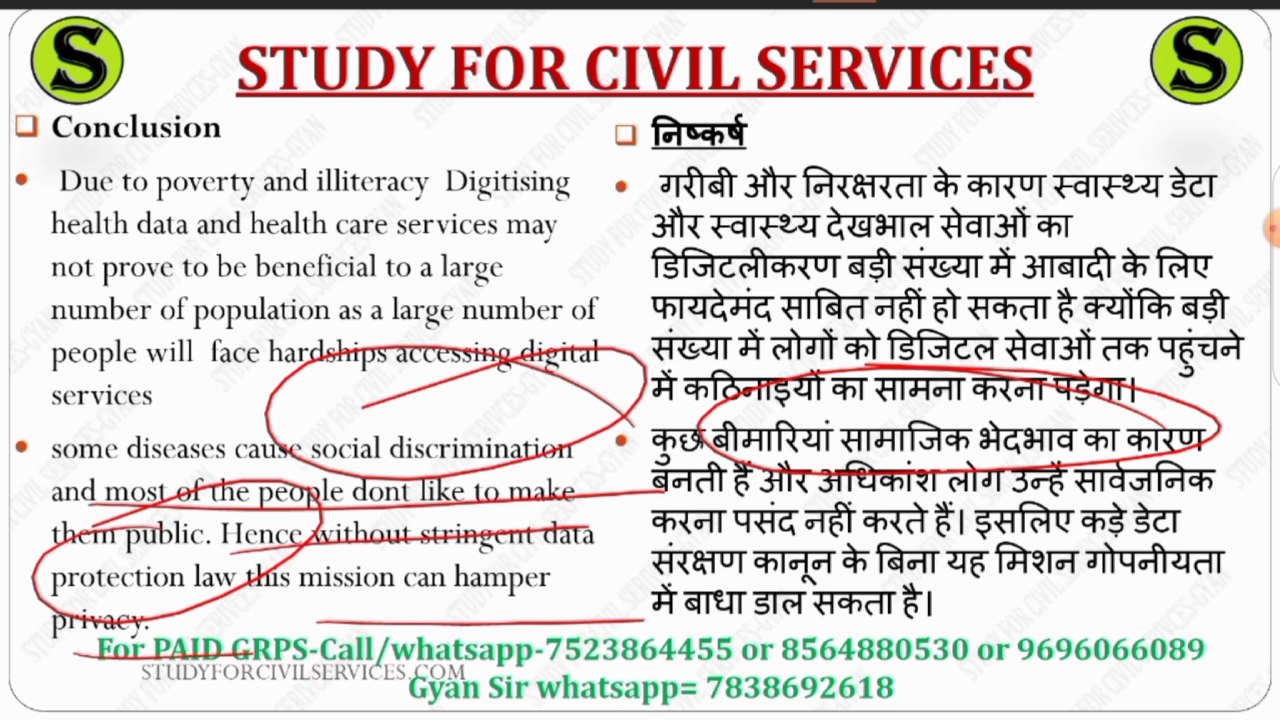 S
STUDY FOR CIVIL SERVICES
S
Conclusion
Due to poverty and illiteracy Digitising
health data and health care services may
not prove to be beneficial to a large
number of population as a large number of
people will face hardships accessing digital
services
some diseases cause social discrimination
and most of the people dont like to make
them public. Hence without stringent data
protection law this mission can hamper
privacy.
निष्कर्ष
गरीबी और निरक्षरता के कारण स्वास्थ्य डेटा
और स्वास्थ्य देखभाल सेवाओं का
डिजिटलीकरण बड़ी संख्या में आबादी के लिए
फायदेमंद साबित नहीं हो सकता है क्योंकि बड़ी
संख्या में लोगों को डिजिटल सेवाओं तक पहुंचने
में कठिनाइयों का सामना करना पड़ेगा।
कुछ बीमारियां सामाजिक भेदभाव का कारण
बनती हैं और अधिकांश लोग उन्हें सार्वजनिक
करना पसंद नहीं करते हैं। इसलिए कड़े डेटा
संरक्षण कानून के बिना यह मिशन गोपनीयता
में बाधा डाल सकता है।
For PAID GRPS-Call/whatsapp-7523864455 or 8564880530 or 9696066089
STUDYFORCIVILSERVICES.COM
Gyan Sir whatsapp= 7838692618